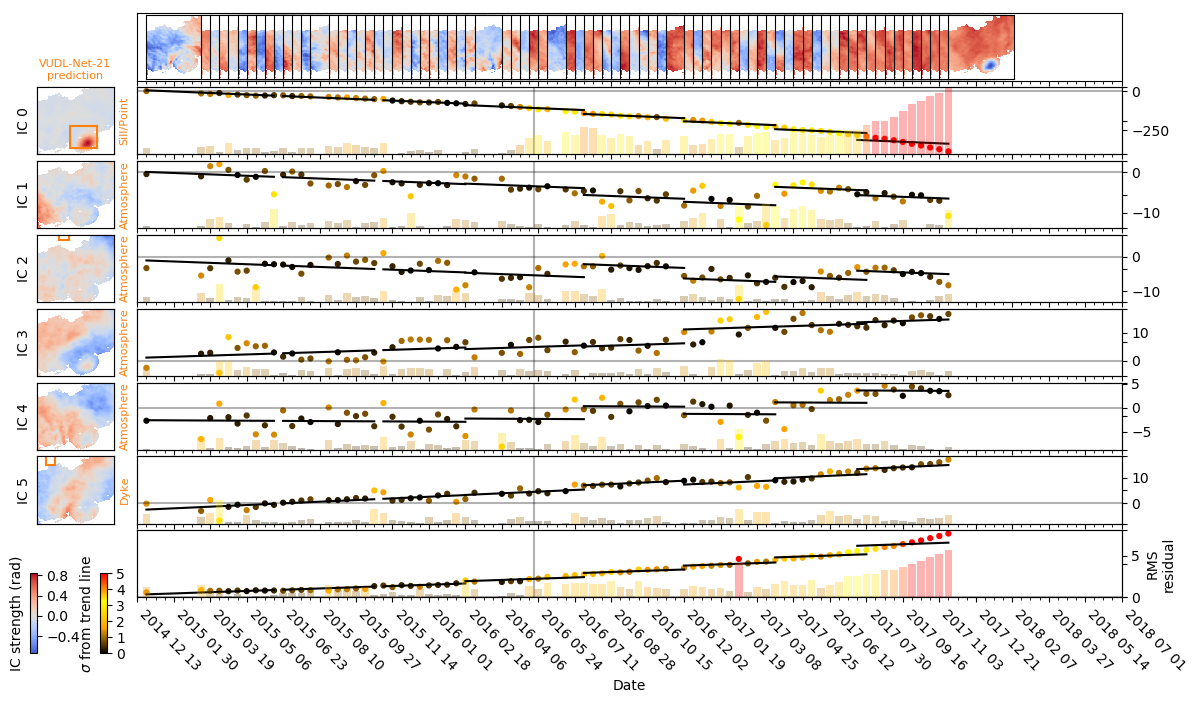 VUDL-Net-21
prediction
IC 0
Sill/Point
0
−250
IC 1
Atmosphere
0
−10
IC 2
Atmosphere
0
−10
IC 3
Atmosphere
10
0
IC 4
Atmosphere
5
0
−5
IC 5
Dyke
10
0
5
0
RMS
residual
IC strength (rad)
0.8
0.4
0.0
−0.4
σ from trend line
5
4
3
2
1
0
2014 12 13
2015 01 30
2015 03 19
2015 05 06
2015 06 23
2015 08 10
2015 09 27
2015 11 14
2016 01 01
2016 02 18
2016 04 06
2016 05 24
2016 07 11
2016 08 28
2016 10 15
2016 12 02
2017 01 19
2017 03 08
2017 04 25
2017 06 12
2017 07 30
2017 09 16
2017 11 03
2017 12 21
2018 02 07
2018 03 27
2018 05 14
2018 07 01
Date